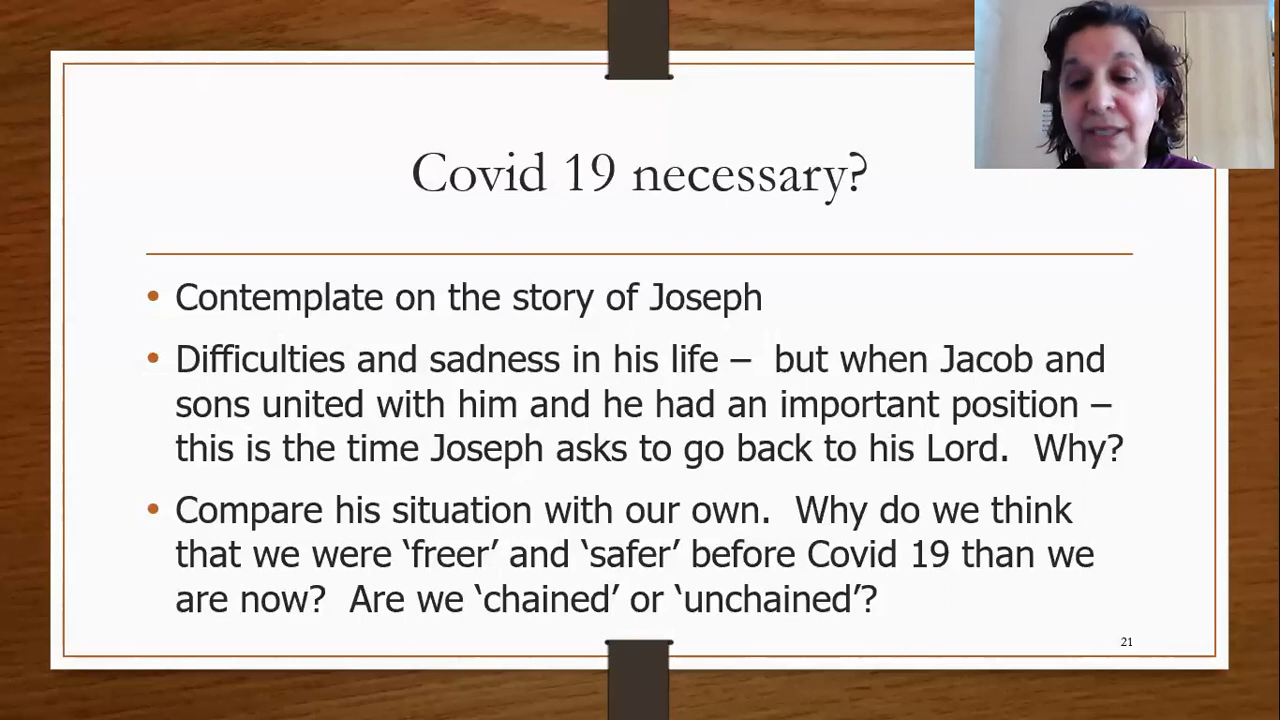 Covid 19 necessary?
• Contemplate on the story of Joseph
• Difficulties and sadness in his life – but when Jacob and
sons united with him and he had an important position –
this is the time Joseph asks to go back to his Lord. Why?
• Compare his situation with our own. Why do we think
that we were ‘freer’ and ‘safer’ before Covid 19 than we
are now? Are we ‘chained’ or ‘unchained’?
21